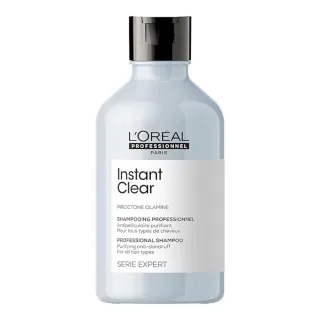 L'ORÉAL
PROFESSIONNEL
PARIS
Instant
Clear
PIROCTONE OLAMINE
SHAMPOOING PROFESSIONNEL
Antipelliculaire purifiant
Pour tous types de cheveux
PROFESSIONAL SHAMPOO
Purifying anti-dandruff
For all hair types
SERIE EXPERT